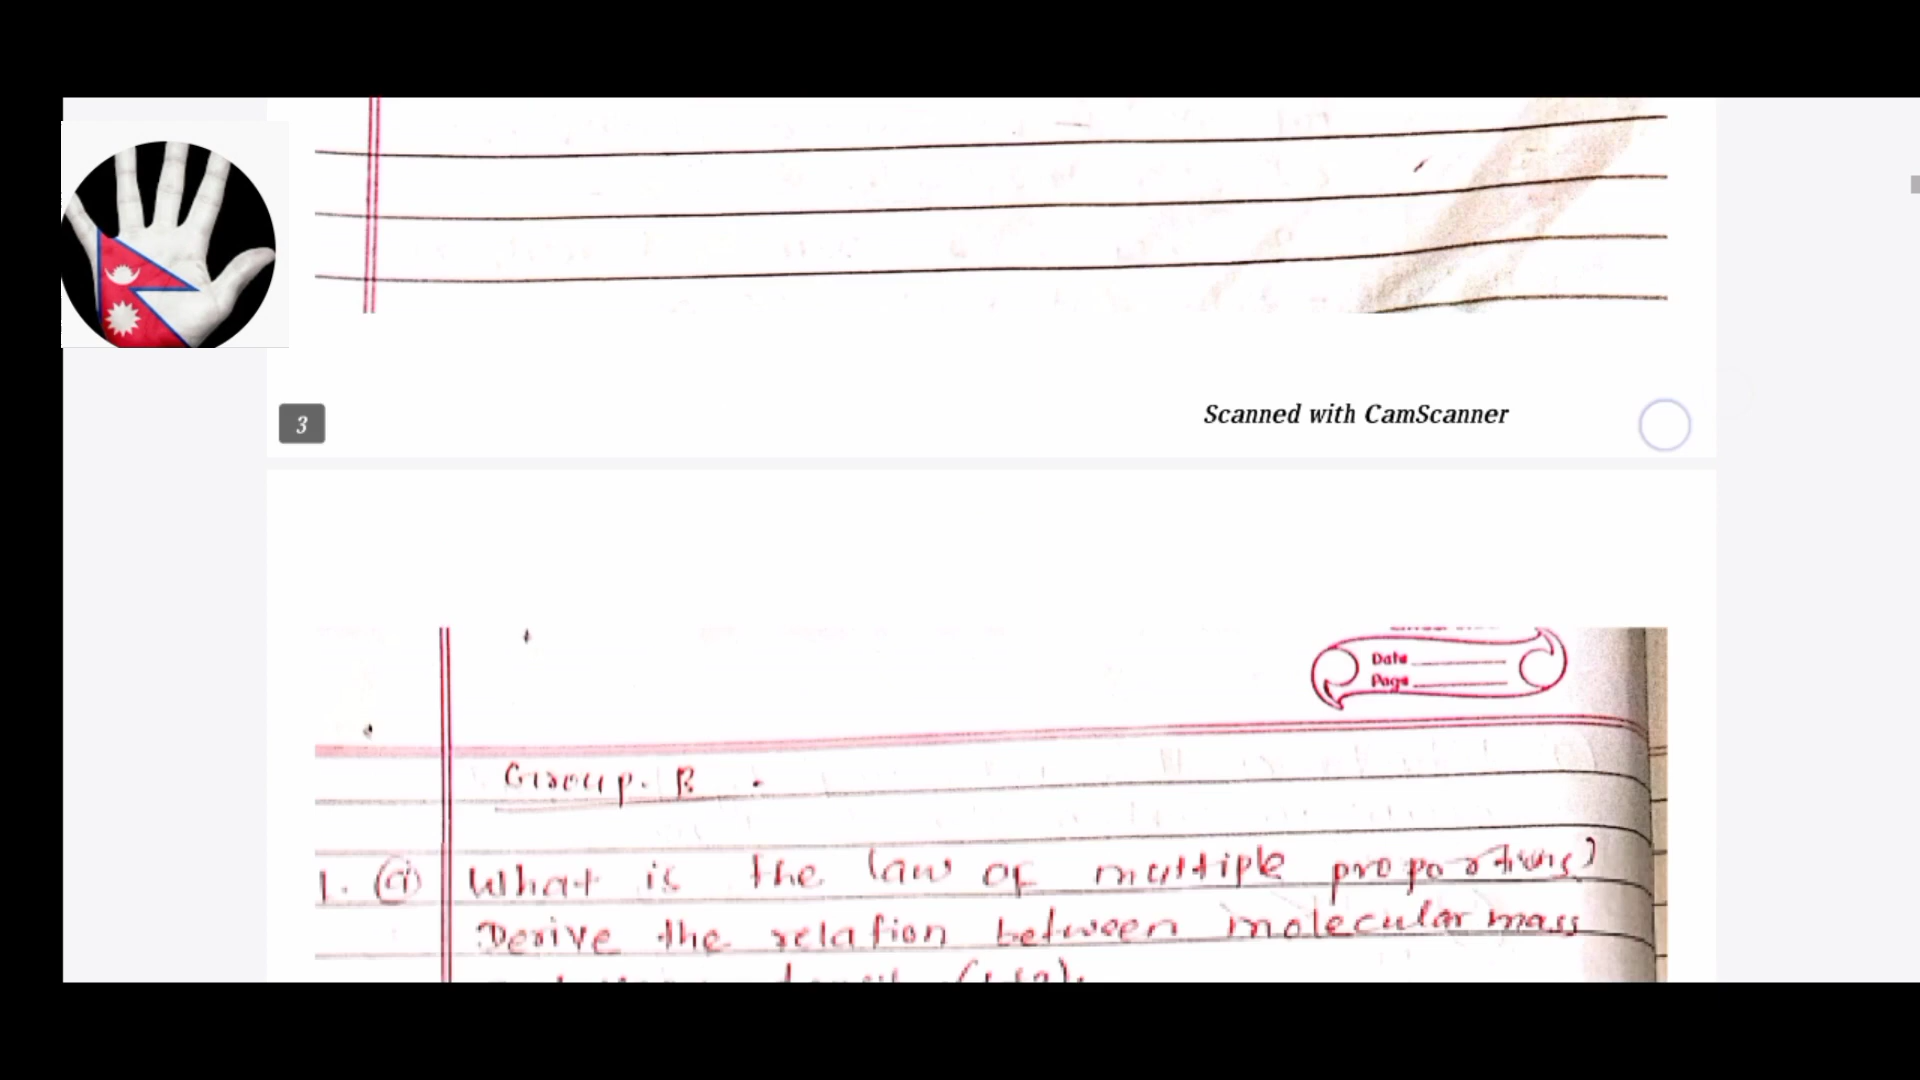 3
Scanned with CamScanner
Date
Page
Group. B.
1. (a) What is the law of multiple proportions?
Derive the relation between molecular mass